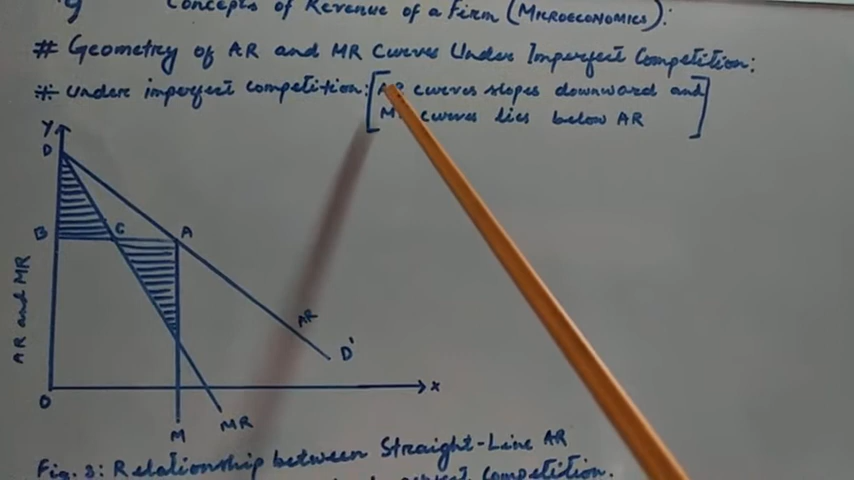 Concepts of Revenue of a Firm (MICROECONOMICS):
# Geometry of AR and MR Curves Under Imperfect Competition:
* Under imperfect competition: [AR curves slopes downward and
MR curves lies below AR]
Y
D
B
C
A
AR and MR
AR
D'
O
X
M
MR
Fig. 3: Relationship between Straight-Line AR
competition.